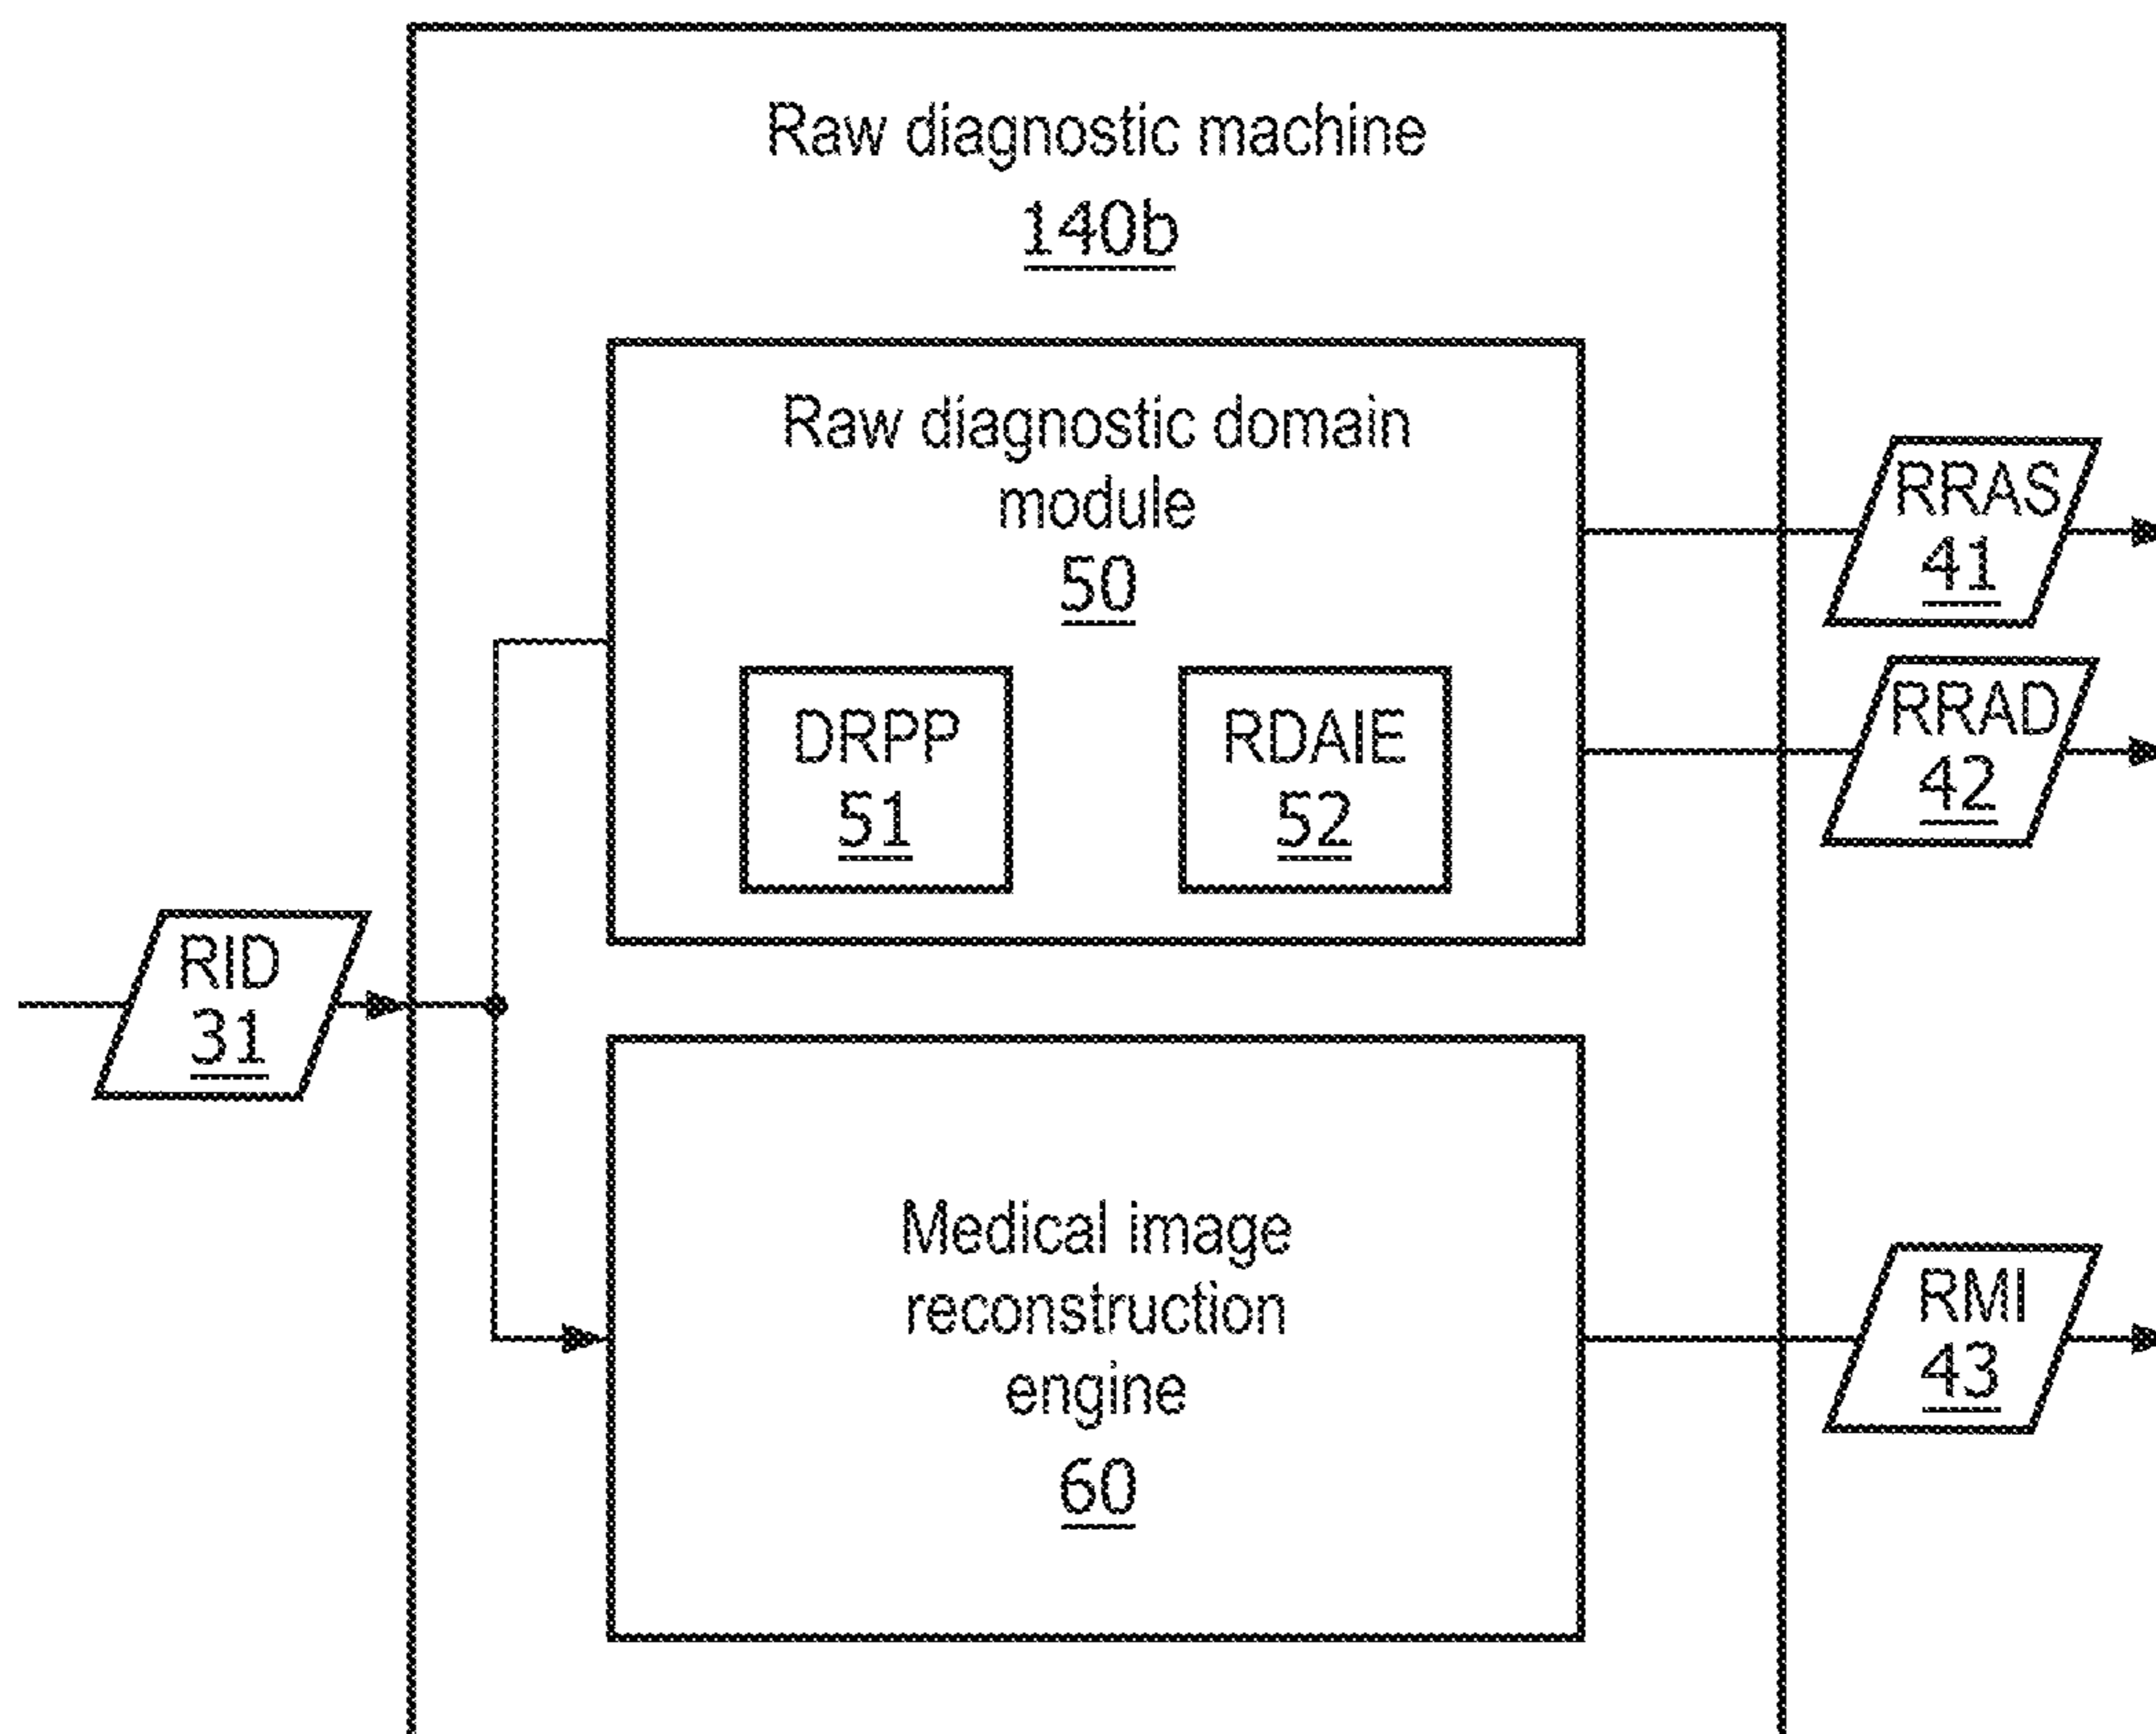 Raw diagnostic machine
140b
Raw diagnostic domain
module
50
DRPP
51
RDAIE
52
RRAS
41
RRAD
42
RID
31
Medical image
reconstruction
engine
60
RMI
43